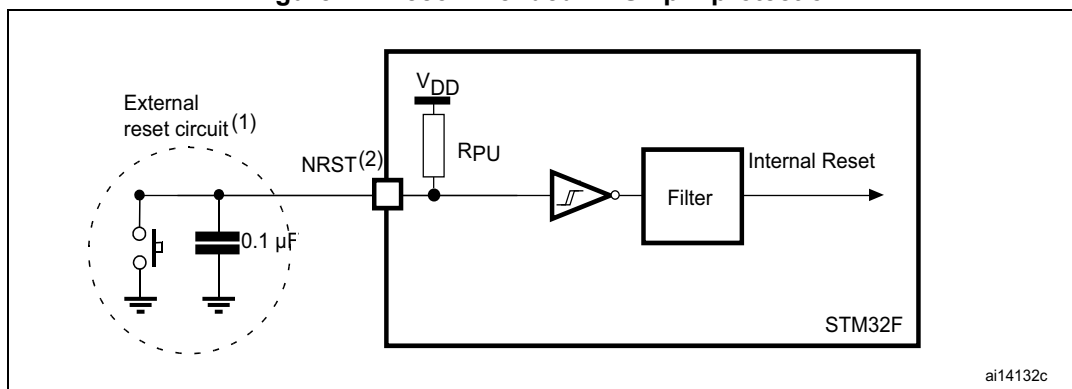 External
reset circuit(1)
VDD
NRST(2)
RPU
Internal Reset
Filter
0.1 µF
STM32F
ai14132c